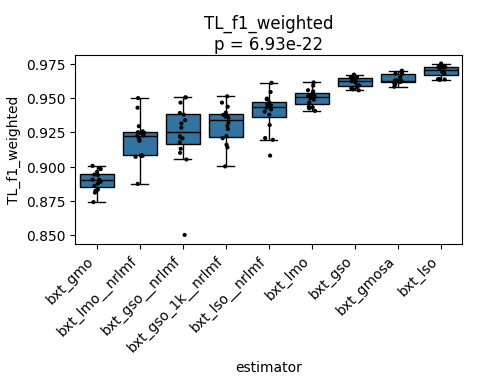 TL_f1_weighted
p = 6.93e-22
TL_f1_weighted
0.975
0.950
0.925
0.900
0.875
0.850
bxt_gmo
bxt_lmo__nrlmf
bxt_gso__nrlmf
bxt_gso_1k__nrlmf
bxt_lso__nrlmf
bxt_lmo
bxt_gso
bxt_gmosa
bxt_lso
estimator